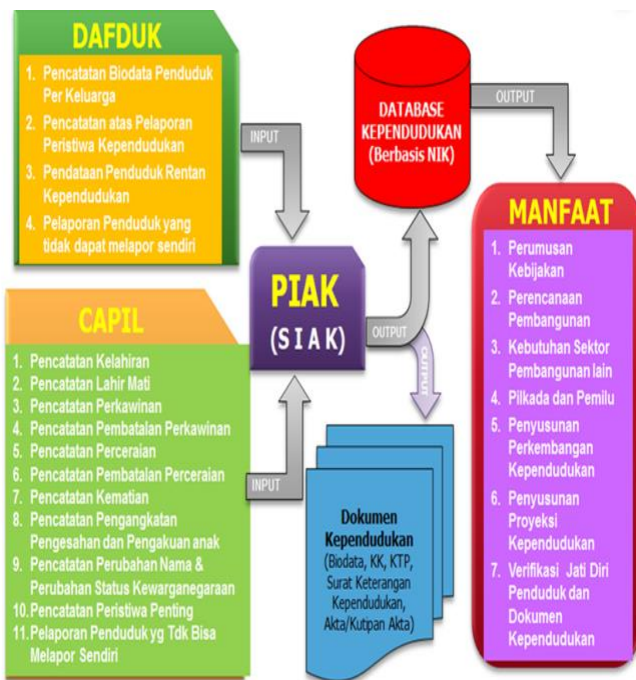 DAFDUK
1. Pencatatan Biodata Penduduk
Per Keluarga
2. Pencatatan atas Pelaporan
Peristiwa Kependudukan
3. Pendataan Penduduk Rentan
Kependudukan
4. Pelaporan Penduduk yang
tidak dapat melapor sendiri
INPUT
CAPIL
1. Pencatatan Kelahiran
2. Pencatatan Lahir Mati
3. Pencatatan Perkawinan
4. Pencatatan Pembatalan Perkawinan
5. Pencatatan Perceraian
6. Pencatatan Pembatalan Perceraian
7. Pencatatan Kematian
8. Pencatatan Pengangkatan
Pengesahan dan Pengakuan anak
9. Pencatatan Perubahan Nama &
Perubahan Status Kewarganegaraan
10. Pencatatan Peristiwa Penting
11. Pelaporan Penduduk yg Tdk Bisa
Melapor Sendiri
INPUT
PIAK
(SIAK)
OUTPUT
OUTPUT
DATABASE
KEPENDUDUKAN
(Berbasis NIK)
OUTPUT
Dokumen
Kependudukan
(Biodata, KK, KTP,
Surat Keterangan
Kependudukan,
Akta/Kutipan Akta)
MANFAAT
1. Perumusan
Kebijakan
2. Perencanaan
Pembangunan
3. Kebutuhan Sektor
Pembangunan lain
4. Pilkada dan Pemilu
5. Penyusunan
Perkembangan
Kependudukan
6. Penyusunan
Proyeksi
Kependudukan
7. Verifikasi Jati Diri
Penduduk dan
Dokumen
Kependudukan